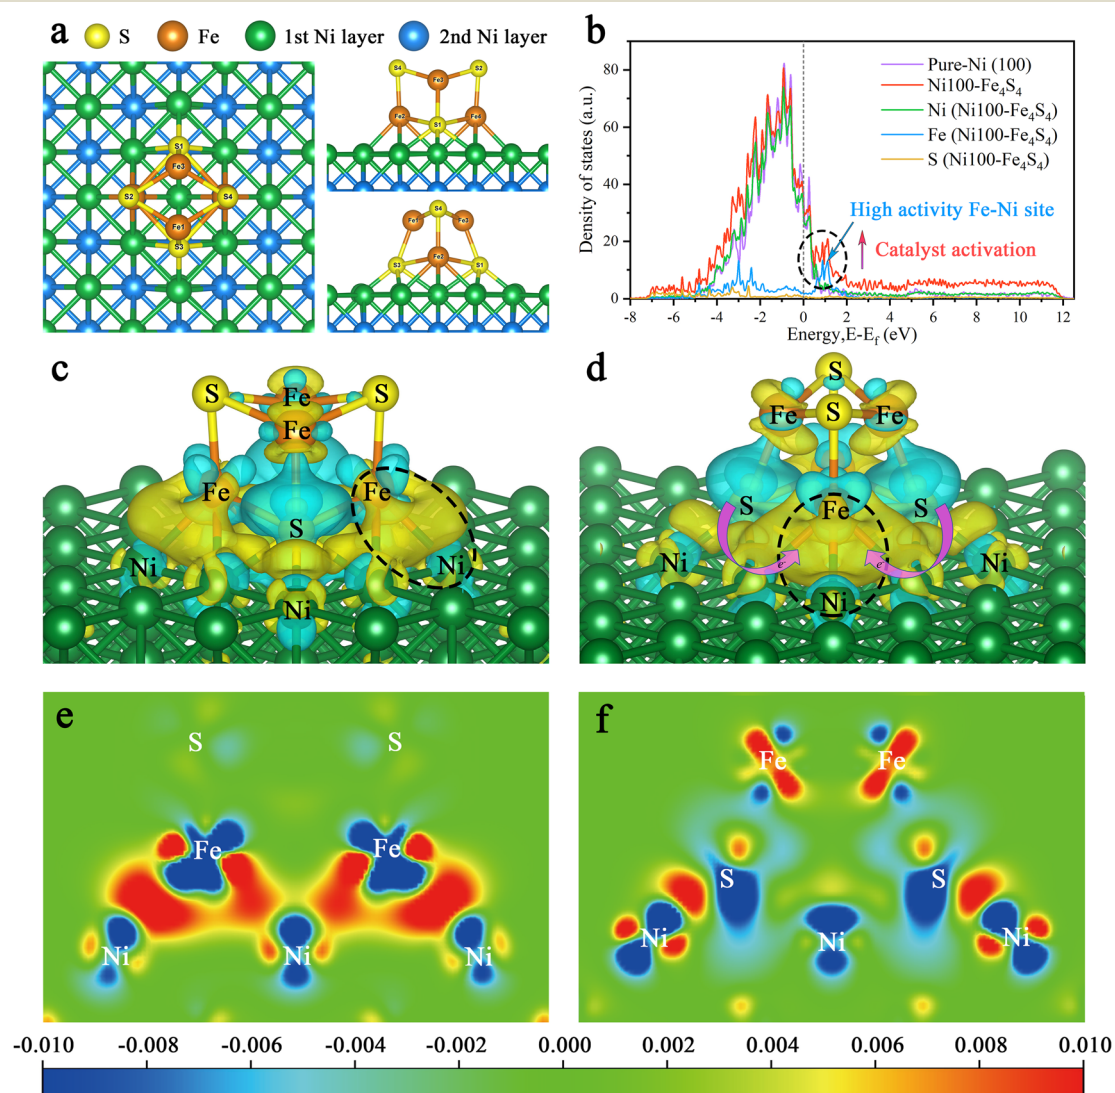 a
S
Fe
1st Ni layer
2nd Ni layer
S1
Fe3
S2
S4
Fe1
S3
S4
S2
Fe3
Fe2
S1
Fe4
S4
Fe1
Fe3
Fe2
S3
S1
b
Density of states (a.u.)
80
60
40
20
0
-8
-6
-4
-2
0
2
4
6
8
10
12
Energy,E-Ef (eV)
Pure-Ni (100)
Ni100-Fe4S4
Ni (Ni100-Fe4S4)
Fe (Ni100-Fe4S4)
S (Ni100-Fe4S4)
High activity Fe-Ni site
Catalyst activation
c
S
Fe
S
Fe
Fe
Fe
S
Ni
Ni
Ni
d
S
Fe
S
Fe
S
Fe
S
Ni
e-
e-
Ni
Ni
e
S
S
Fe
Fe
Ni
Ni
Ni
f
Fe
Fe
S
S
Ni
Ni
Ni
-0.010
-0.008
-0.006
-0.004
-0.002
0.000
0.002
0.004
0.006
0.008
0.010